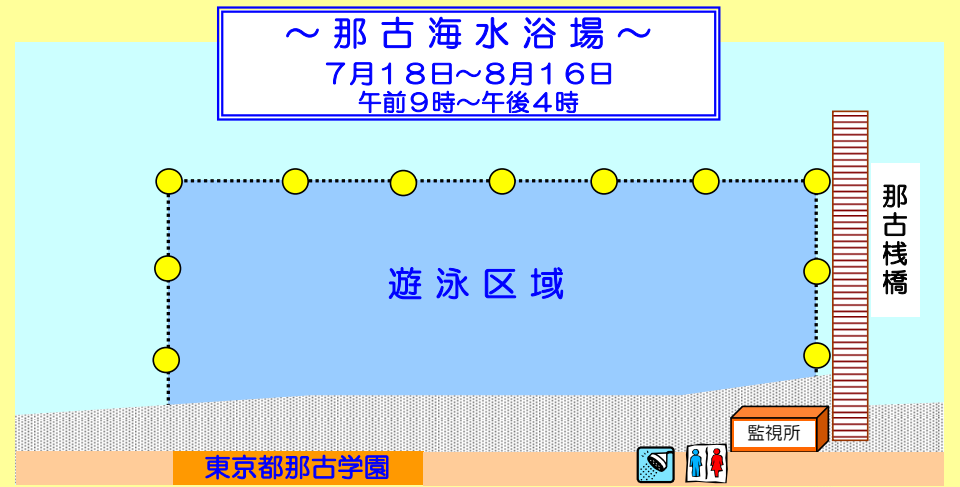 ～那古海水浴場～
７月１８日～８月１６日
午前９時～午後４時
遊泳区域
那古桟橋
監視所
東京都那古学園